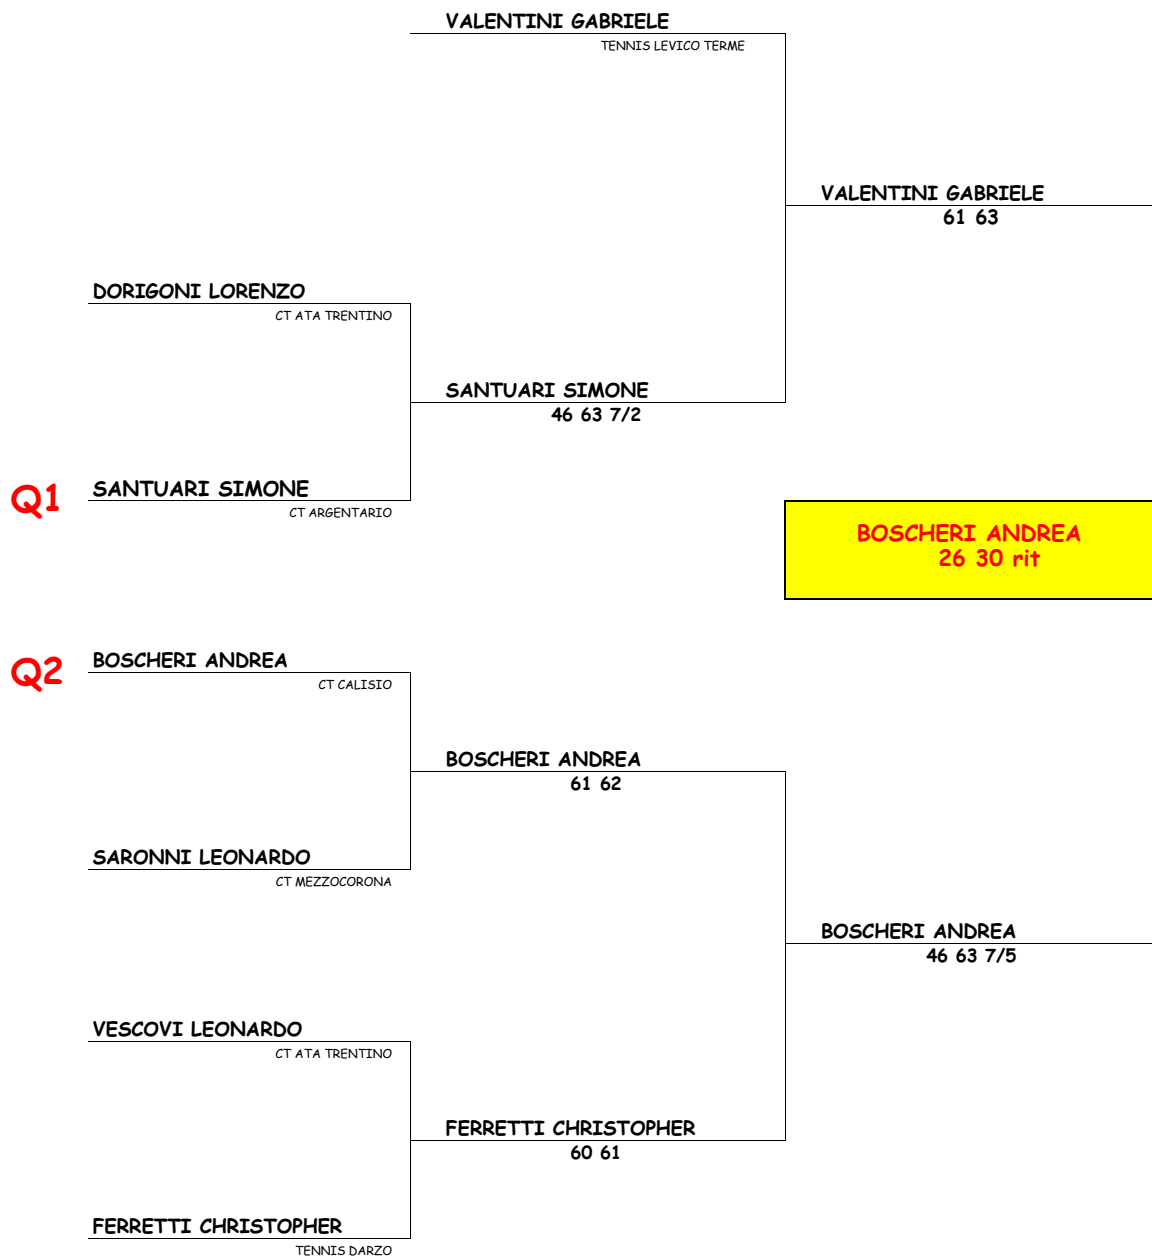 VALENTINI GABRIELE
TENNIS LEVICO TERME
VALENTINI GABRIELE
61 63
DORIGONI LORENZO
CT ATA TRENTINO
SANTUARI SIMONE
46 63 7/2
Q1
SANTUARI SIMONE
CT ARGENTARIO
BOSCHERI ANDREA
26 30 rit
Q2
BOSCHERI ANDREA
CT CALISIO
BOSCHERI ANDREA
61 62
SARONNI LEONARDO
CT MEZZOCORONA
BOSCHERI ANDREA
46 63 7/5
VESCOVI LEONARDO
CT ATA TRENTINO
FERRETTI CHRISTOPHER
60 61
FERRETTI CHRISTOPHER
TENNIS DARZO